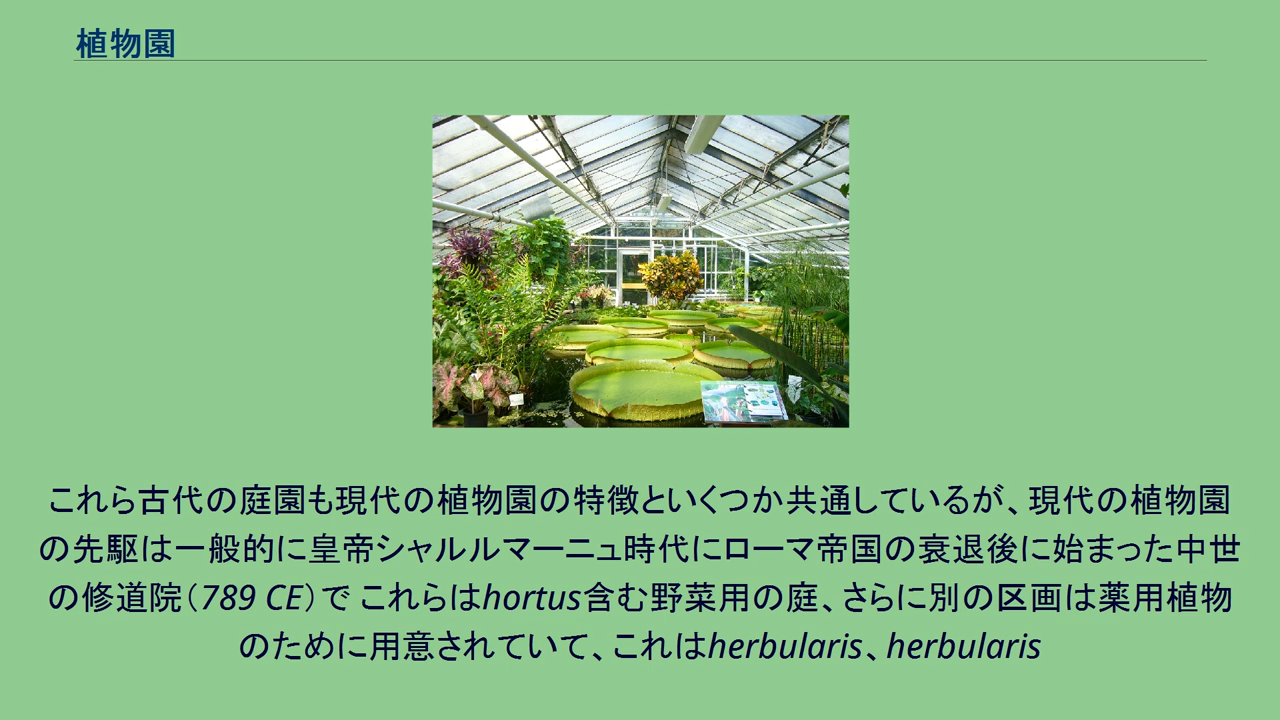 植物園
これら古代の庭園も現代の植物園の特徴といくつか共通しているが、現代の植物園
の先駆は一般的に皇帝シャルルマーニュ時代にローマ帝国の衰退後に始まった中世
の修道院（789 CE）で これらはhortus含む野菜用の庭、さらに別の区画は薬用植物
のために用意されていて、これはherbularis、herbularis